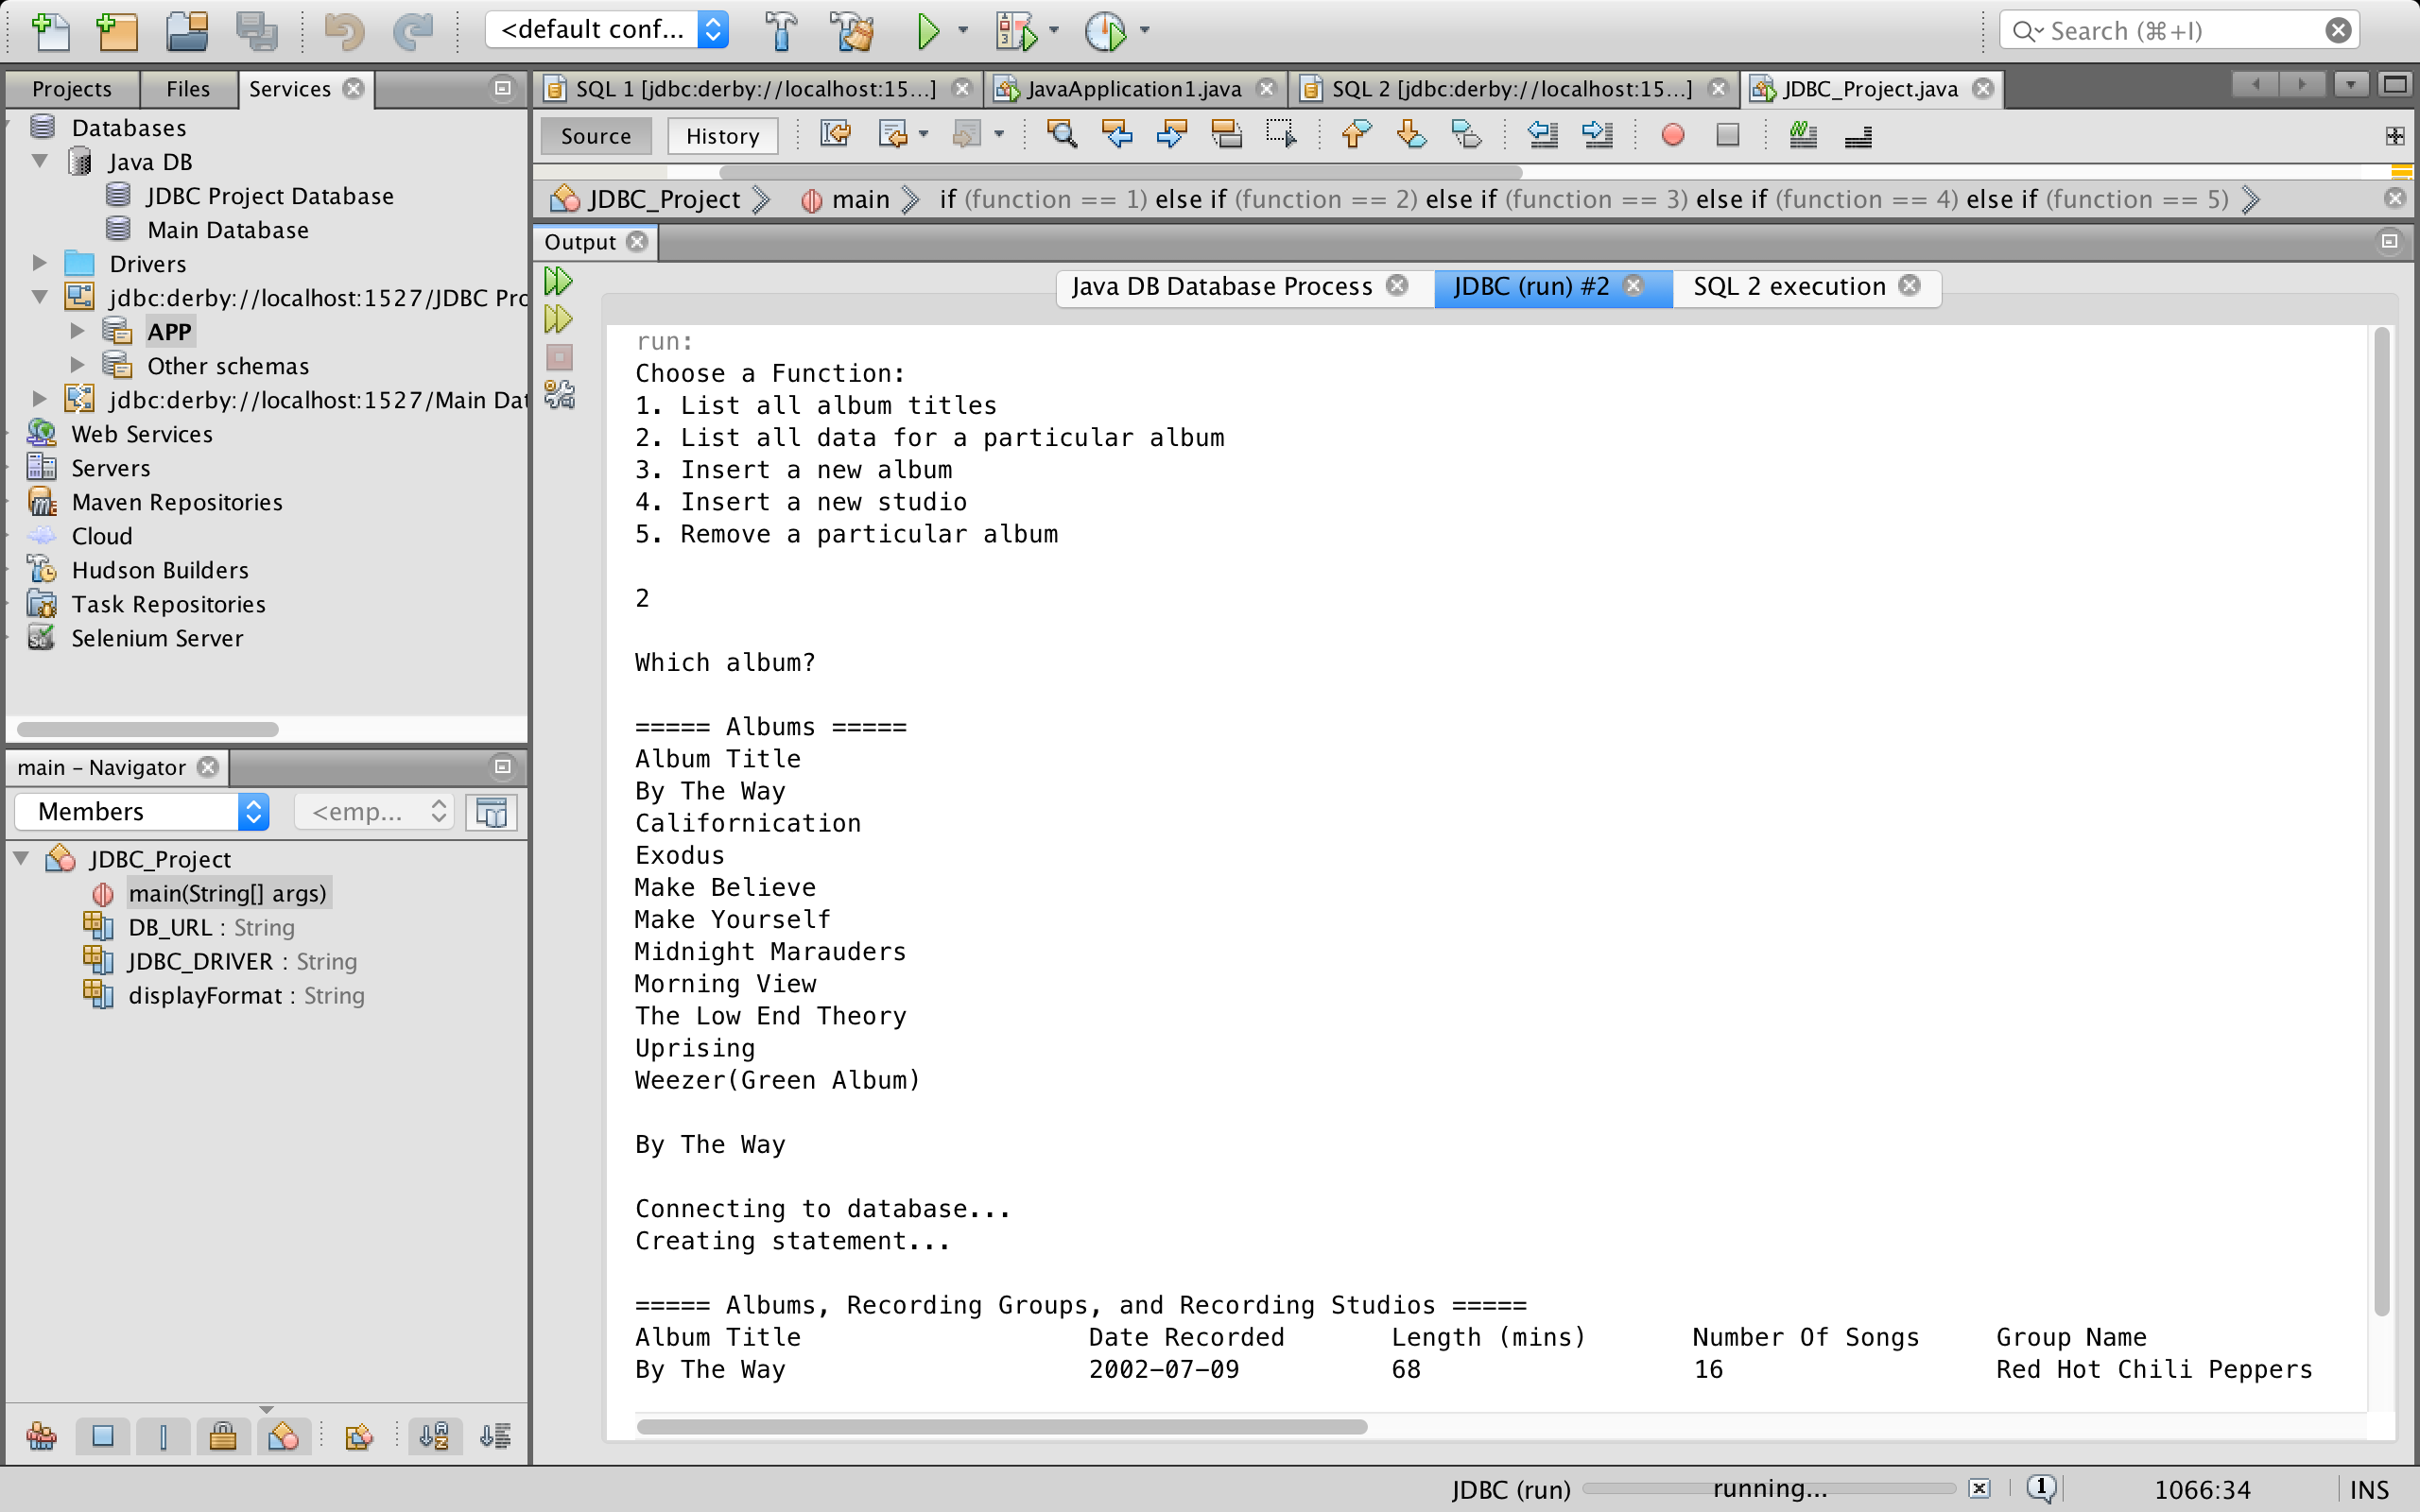 <default conf...
Search (⌘+I)
Projects
Files
Services
SQL 1 [jdbc:derby://localhost:15...]
JavaApplication1.java
SQL 2 [jdbc:derby://localhost:15...]
JDBC_Project.java
Source
History
JDBC_Project
main
if (function == 1) else if (function == 2) else if (function == 3) else if (function == 4) else if (function == 5)
Databases
Java DB
JDBC Project Database
Main Database
Drivers
jdbc:derby://localhost:1527/JDBC Pro
APP
Other schemas
jdbc:derby://localhost:1527/Main Dat
Web Services
Servers
Maven Repositories
Cloud
Hudson Builders
Task Repositories
Selenium Server
main – Navigator
Members
<emp...
JDBC_Project
main(String[] args)
DB_URL : String
JDBC_DRIVER : String
displayFormat : String
Output
Java DB Database Process
JDBC (run) #2
SQL 2 execution
run:
Choose a Function:
1. List all album titles
2. List all data for a particular album
3. Insert a new album
4. Insert a new studio
5. Remove a particular album
2
Which album?
===== Albums =====
Album Title
By The Way
Californication
Exodus
Make Believe
Make Yourself
Midnight Marauders
Morning View
The Low End Theory
Uprising
Weezer(Green Album)
By The Way
Connecting to database...
Creating statement...
===== Albums, Recording Groups, and Recording Studios =====
Album Title Date Recorded Length (mins) Number Of Songs Group Name
By The Way 2002-07-09 68 16 Red Hot Chili Peppers
JDBC (run)
running...
1
1066:34
INS